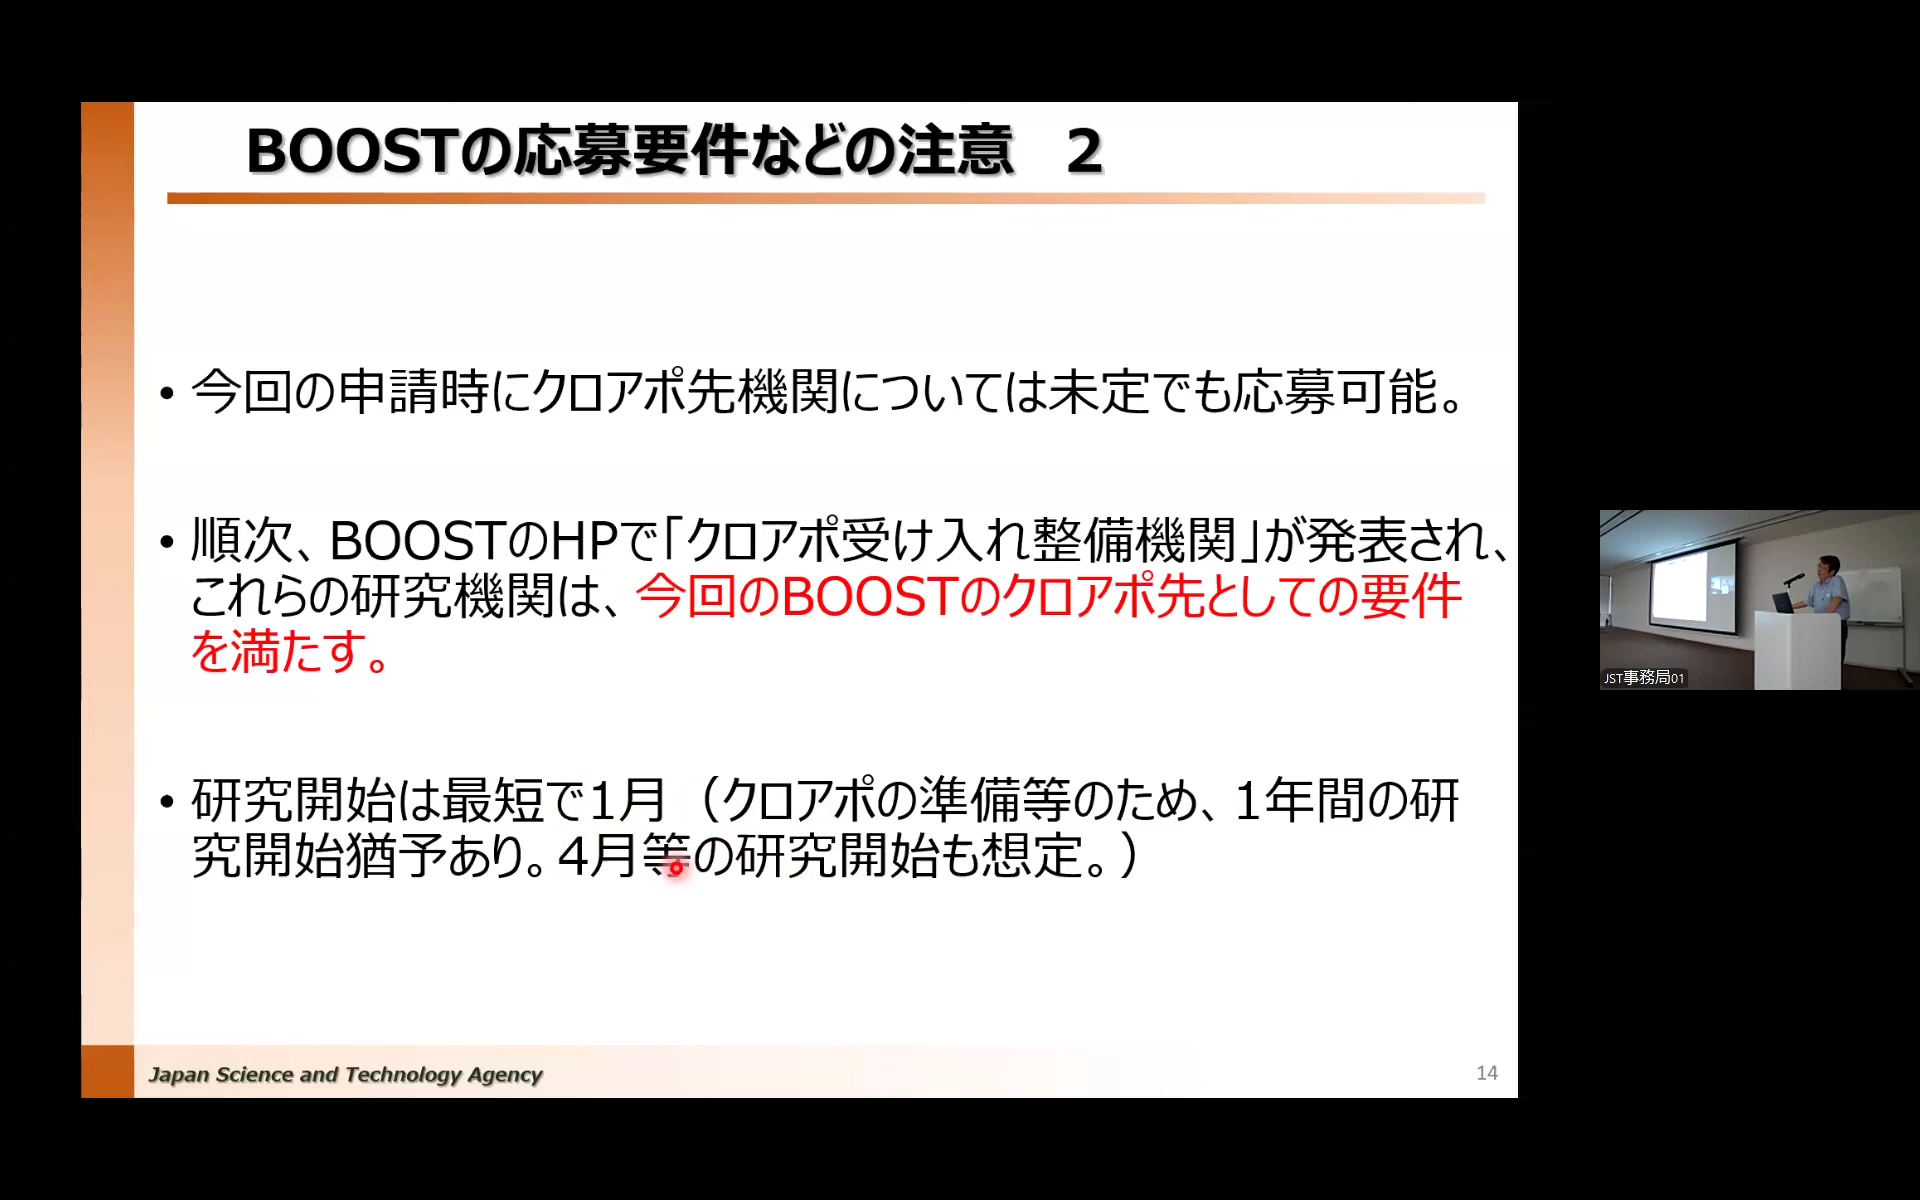 BOOSTの応募要件などの注意　2
• 今回の申請時にクロアポ先機関については未定でも応募可能。
• 順次、BOOSTのHPで「クロアポ受け入れ整備機関」が発表され、
これらの研究機関は、今回のBOOSTのクロアポ先としての要件
を満たす。
• 研究開始は最短で1月（クロアポの準備等のため、1年間の研
究開始猶予あり。4月等の研究開始も想定。）
Japan Science and Technology Agency
14
JST事務局01